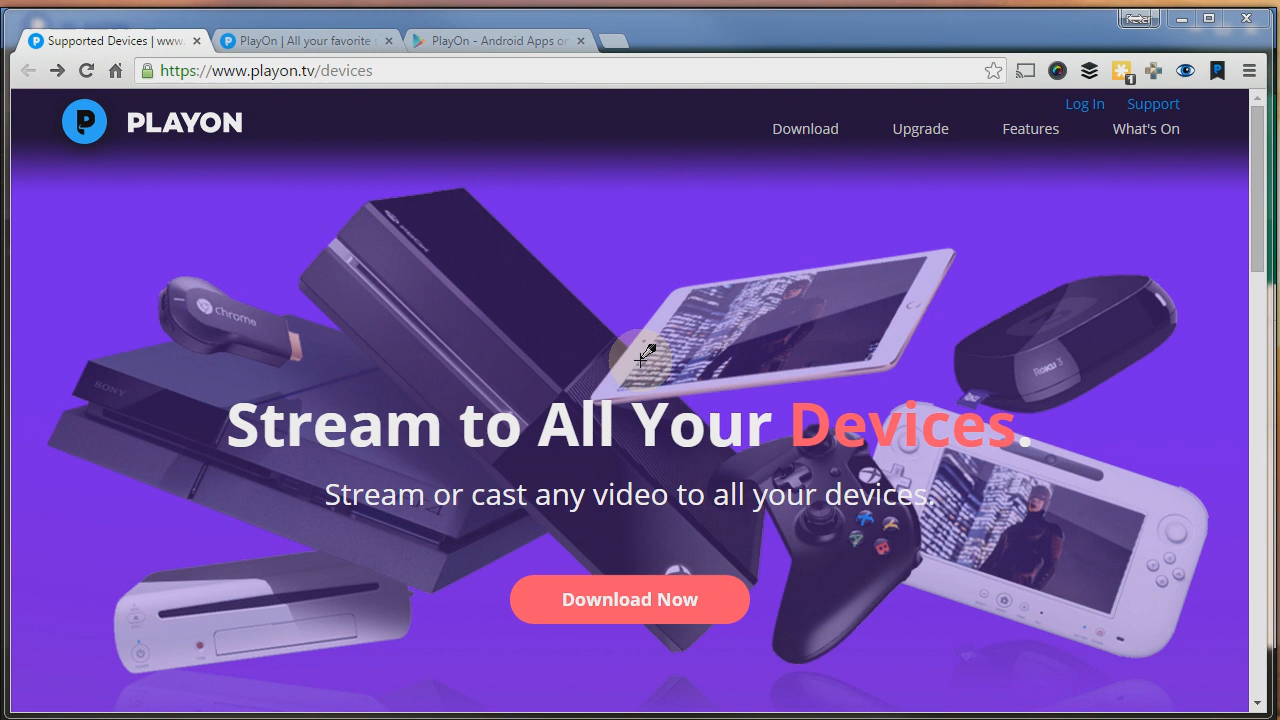 Supported Devices | www.
PlayOn | All your favorite s
PlayOn - Android Apps on
https://www.playon.tv/devices
1
P PLAYON
Log In Support
Download Upgrade Features What's On
chrome
SONY
ROKU 3
Stream to All Your Devices.
Stream or cast any video to all your devices.
Y
X
A
B
Download Now